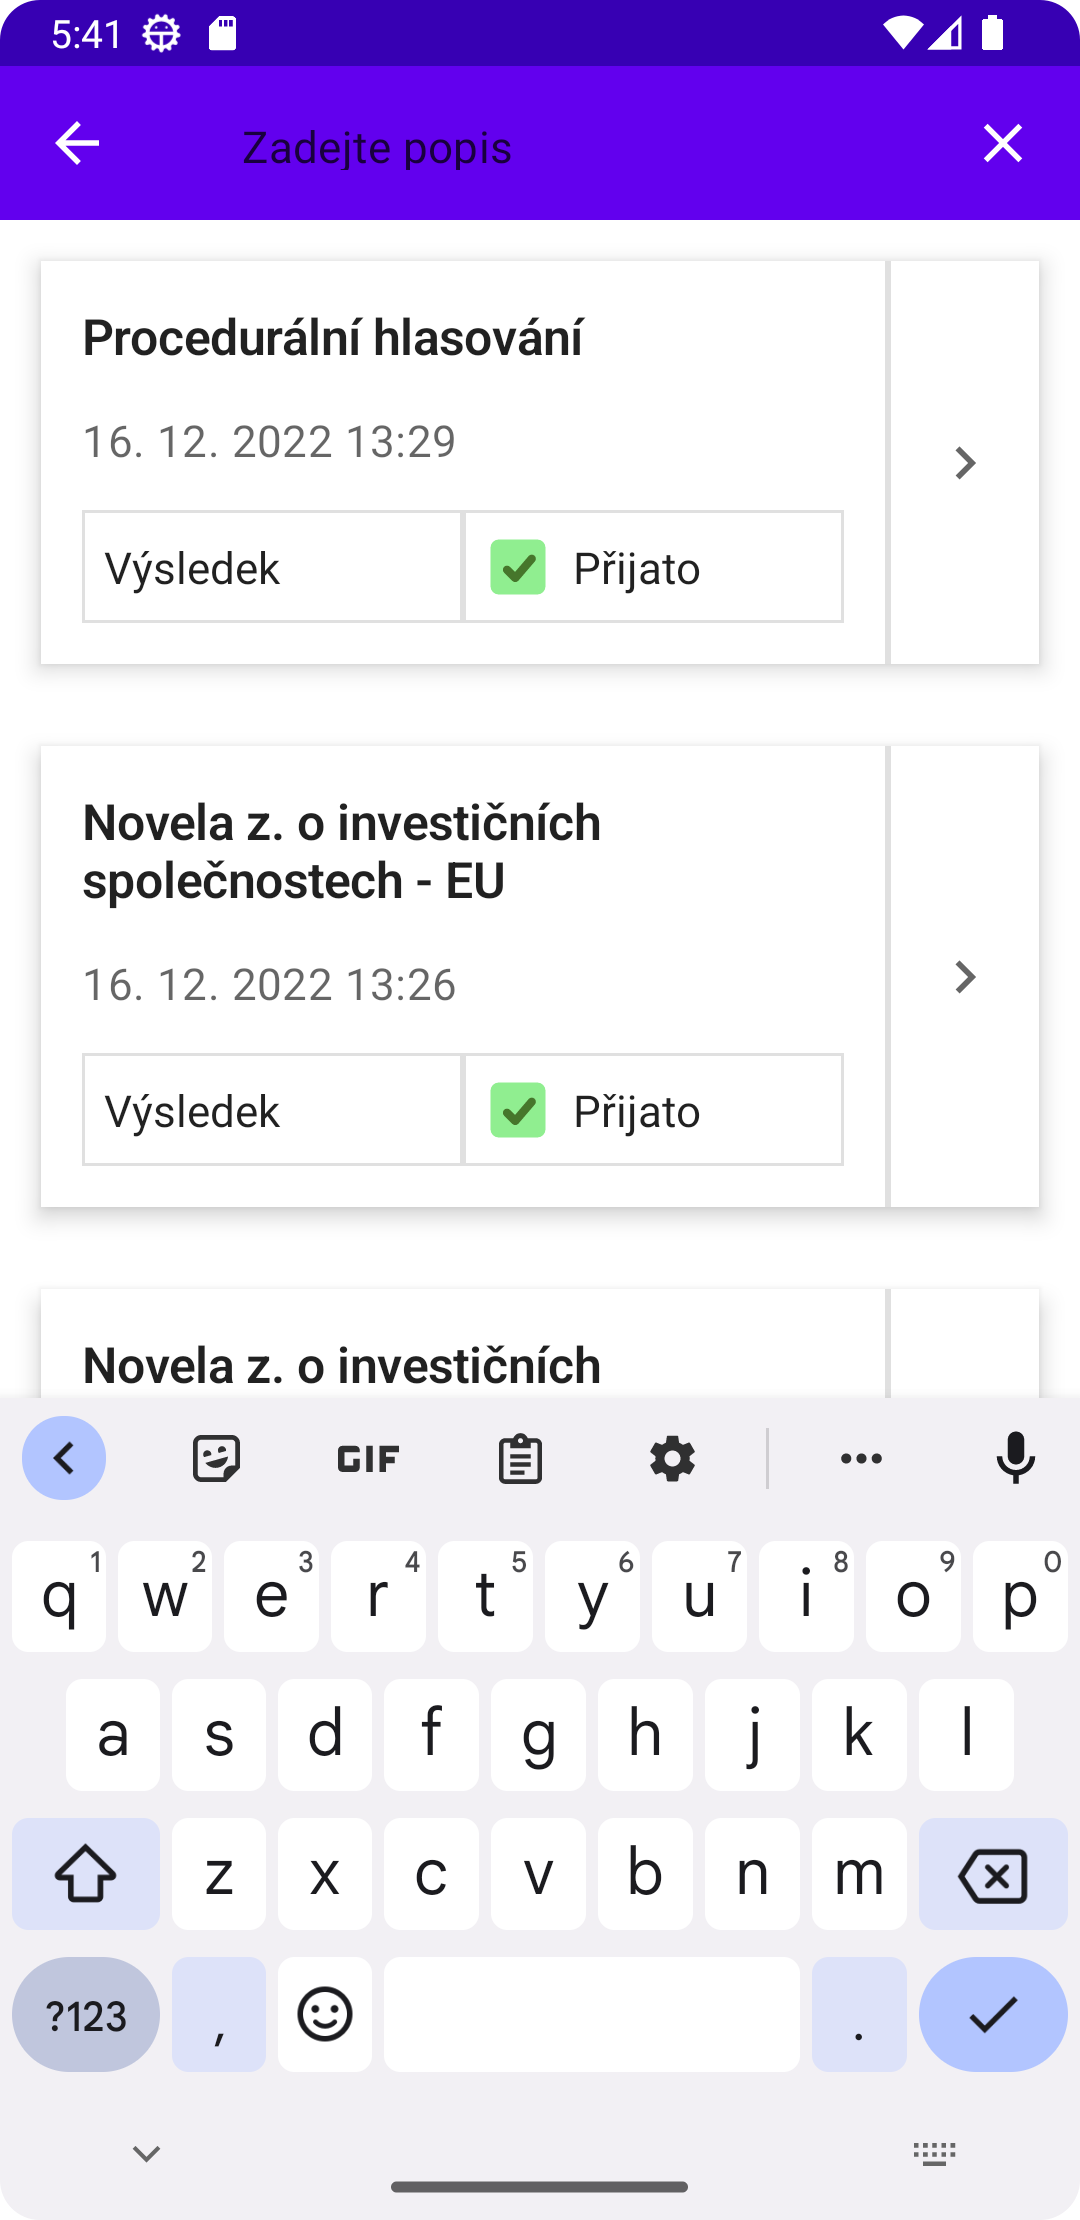 5:41
Zadejte popis
Procedurální hlasování
16. 12. 2022 13:29
Výsledek
Přijato
Novela z. o investičních
společnostech - EU
16. 12. 2022 13:26
Výsledek
Přijato
Novela z. o investičních
GIF
q 1 w 2 e 3 r 4 t 5 y 6 u 7 i 8 o 9 p 0
a s d f g h j k l
z x c v b n m
?123 , .